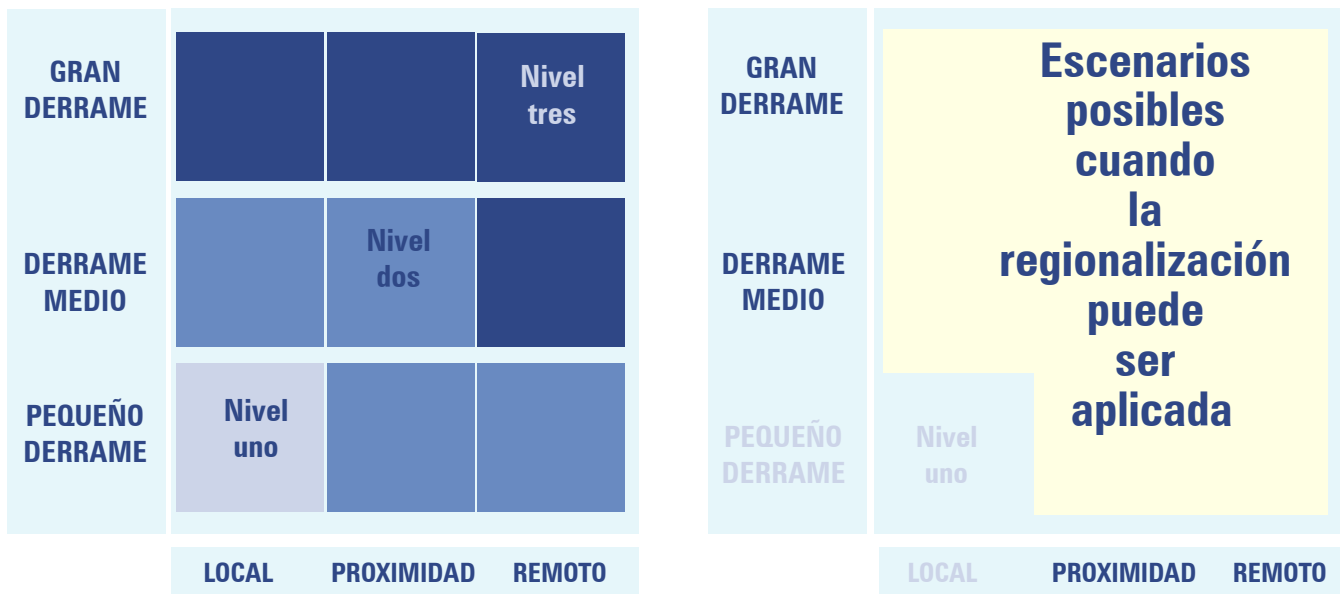 GRAN
DERRAME
Nivel
tres
DERRAME
MEDIO
Nivel
dos
PEQUEÑO
DERRAME
Nivel
uno
LOCAL PROXIMIDAD REMOTO
GRAN
DERRAME
DERRAME
MEDIO
PEQUEÑO
DERRAME
Escenarios
posibles
cuando
la
regionalización
puede
ser
aplicada
Nivel
uno
LOCAL PROXIMIDAD REMOTO